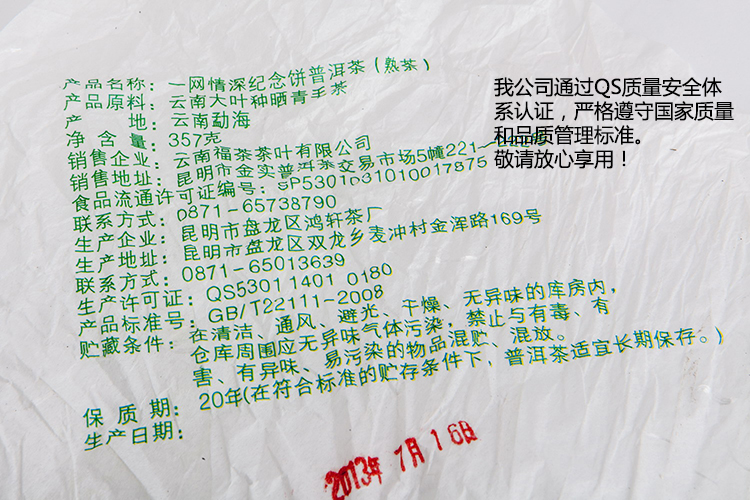 产品名称：一网情深纪念饼普洱茶（熟茶）
产品原料：云南大叶种晒青毛茶
产 地：云南勐海
净 含 量：357克
销售企业：云南福茶茶叶有限公司
销售地址：昆明市金实普洱茶交易市场5幢221-
食品流通许可证编号：SP5301031010017875
联系方式：0871-65738790
生产企业：昆明市盘龙区鸿轩茶厂
生产地址：昆明市盘龙区双龙乡麦冲村金浑路169号
联系方式：0871-65013639
生产许可证：QS5301 1401 0180
产品标准号：GB/T22111-2008
贮藏条件：在清洁、通风、避光、干燥、无异味的库房内，
仓库周围应无异味气体污染，禁止与有毒、有
害、有异味、易污染的物品混贮、混放。
保 质 期：20年(在符合标准的贮存条件下，普洱茶适宜长期保存。)
生产日期：
2013年 7月 16日
我公司通过QS质量安全体
系认证，严格遵守国家质量
和品质管理标准。
敬请放心享用！